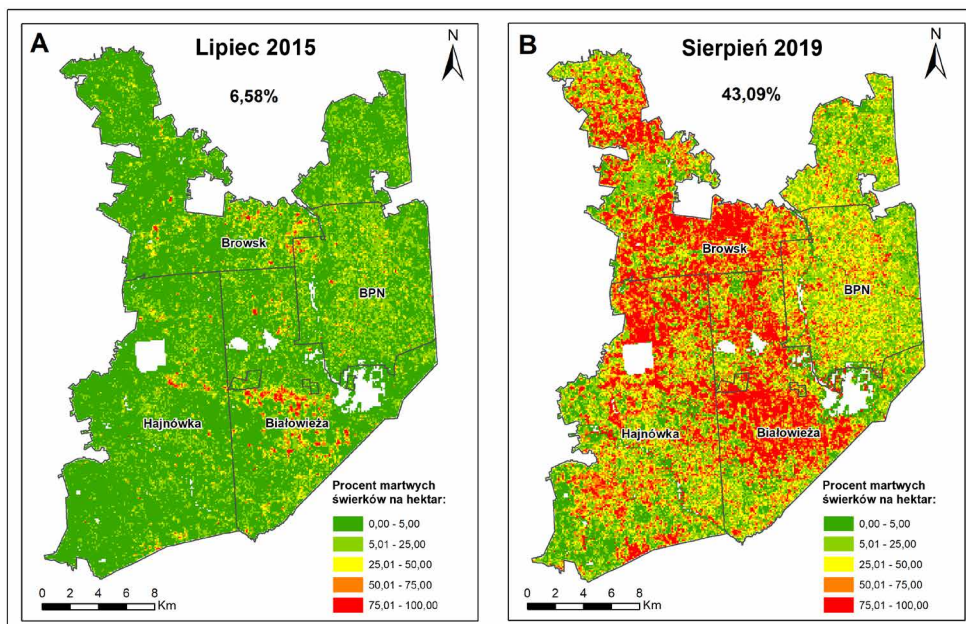 A
Lipiec 2015
N
6,58%
Browsk
BPN
Hajnówka
Białowieża
Procent martwych
świerków na hektar:
0,00 - 5,00
5,01 - 25,00
25,01 - 50,00
50,01 - 75,00
75,01 - 100,00
0 2 4 6 8
Km
B
Sierpień 2019
N
43,09%
Browsk
BPN
Hajnówka
Białowieża
Procent martwych
świerków na hektar:
0,00 - 5,00
5,01 - 25,00
25,01 - 50,00
50,01 - 75,00
75,01 - 100,00
0 2 4 6 8
Km